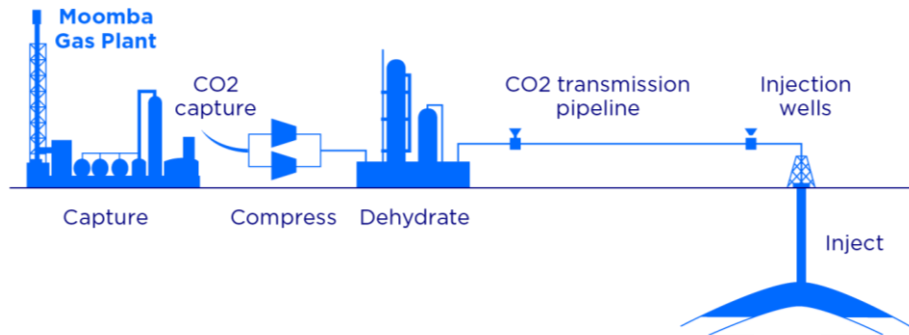 Moomba
Gas Plant
CO2
capture
CO2 transmission
pipeline
Injection
wells
Capture
Compress
Dehydrate
Inject